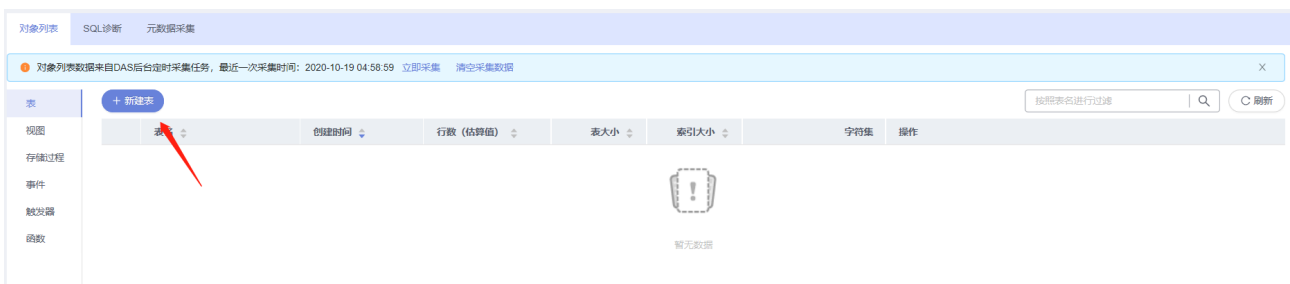 对象列表 SQL诊断 元数据采集
对象列表数据来自DAS后台定时采集任务，最近一次采集时间：2020-10-19 04:58:59 立即采集 清空采集数据 X
表 + 新建表 按照表名进行过滤 刷新
表名 创建时间 行数（估算值） 表大小 索引大小 字符集 操作
视图
存储过程
事件
触发器
函数
暂无数据